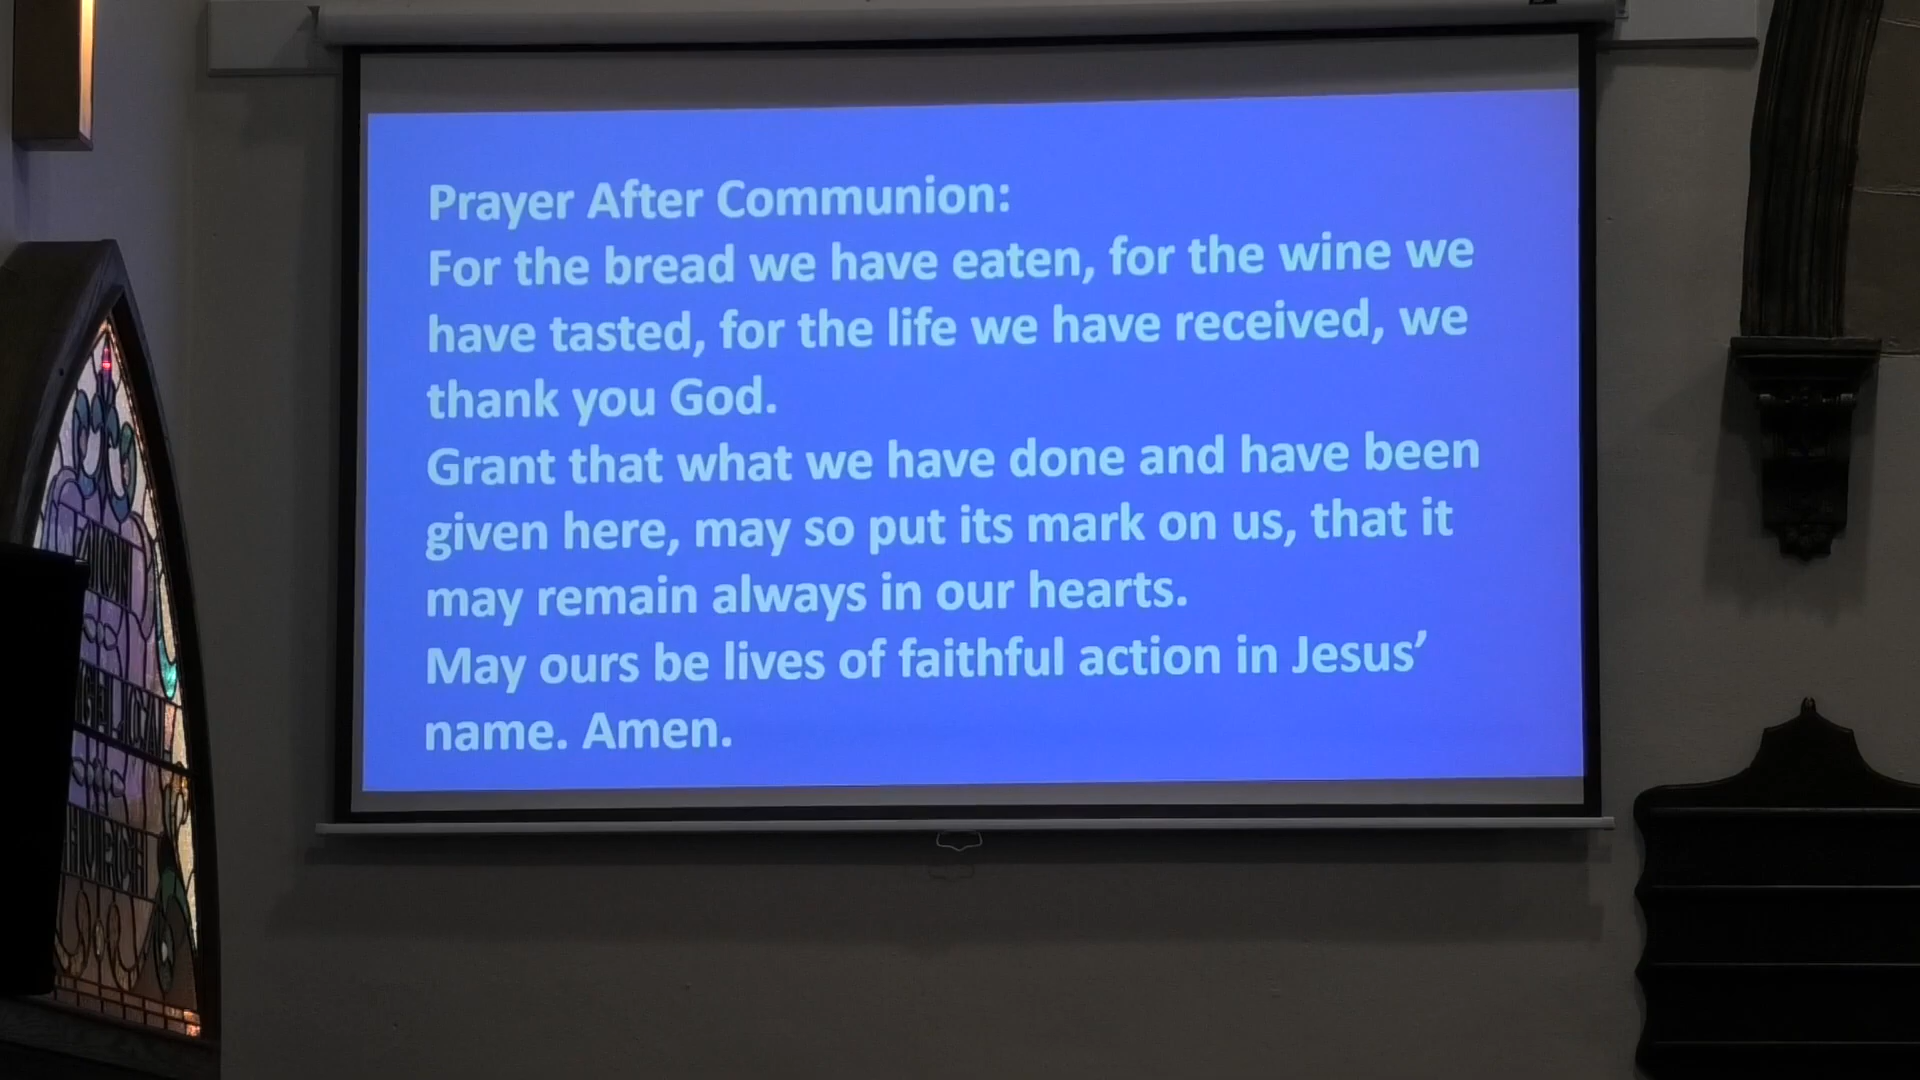 Prayer After Communion:
For the bread we have eaten, for the wine we
have tasted, for the life we have received, we
thank you God.
Grant that what we have done and have been
given here, may so put its mark on us, that it
may remain always in our hearts.
May ours be lives of faithful action in Jesus’
name. Amen.